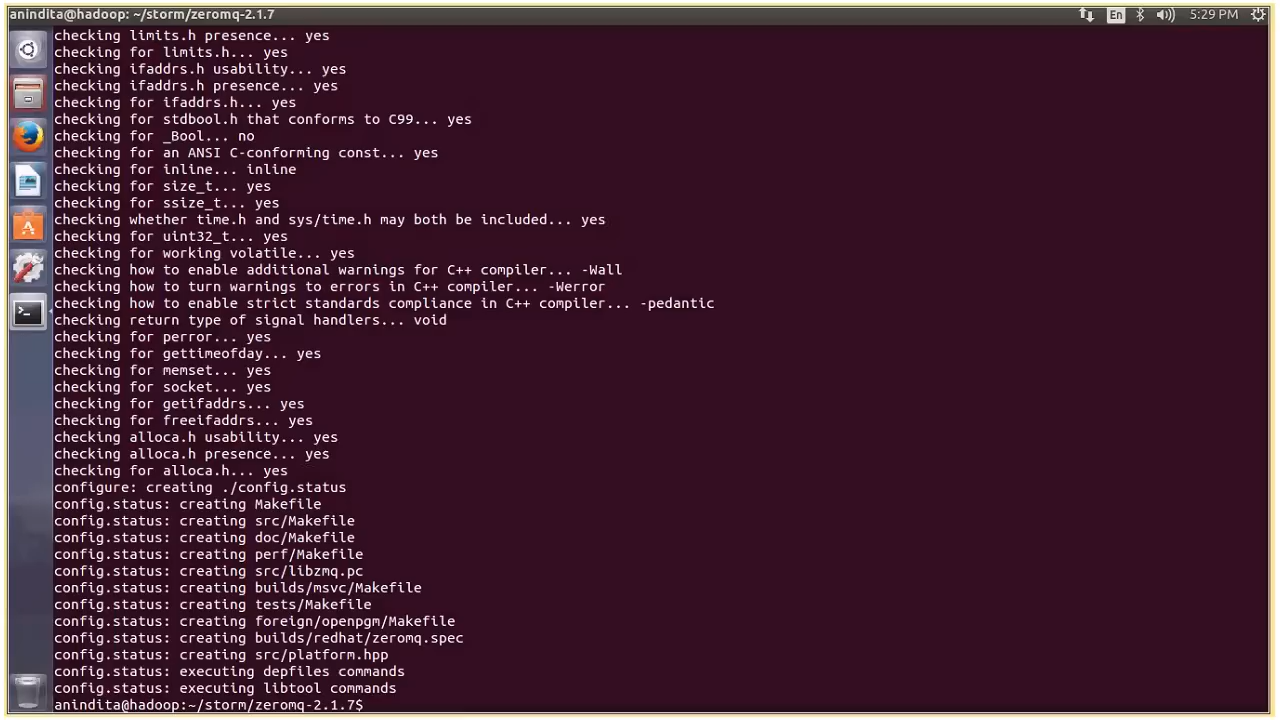 anindita@hadoop: ~/storm/zeromq-2.1.7
En
5:29 PM
checking limits.h presence... yes
checking for limits.h... yes
checking ifaddrs.h usability... yes
checking ifaddrs.h presence... yes
checking for ifaddrs.h... yes
checking for stdbool.h that conforms to C99... yes
checking for _Bool... no
checking for an ANSI C-conforming const... yes
checking for inline... inline
checking for size_t... yes
checking for ssize_t... yes
checking whether time.h and sys/time.h may both be included... yes
checking for uint32_t... yes
checking for working volatile... yes
checking how to enable additional warnings for C++ compiler... -Wall
checking how to turn warnings to errors in C++ compiler... -Werror
checking how to enable strict standards compliance in C++ compiler... -pedantic
checking return type of signal handlers... void
checking for perror... yes
checking for gettimeofday... yes
checking for memset... yes
checking for socket... yes
checking for getifaddrs... yes
checking for freeifaddrs... yes
checking alloca.h usability... yes
checking alloca.h presence... yes
checking for alloca.h... yes
configure: creating ./config.status
config.status: creating Makefile
config.status: creating src/Makefile
config.status: creating doc/Makefile
config.status: creating perf/Makefile
config.status: creating src/libzmq.pc
config.status: creating builds/msvc/Makefile
config.status: creating tests/Makefile
config.status: creating foreign/openpgm/Makefile
config.status: creating builds/redhat/zeromq.spec
config.status: creating src/platform.hpp
config.status: executing depfiles commands
config.status: executing libtool commands
anindita@hadoop:~/storm/zeromq-2.1.7$